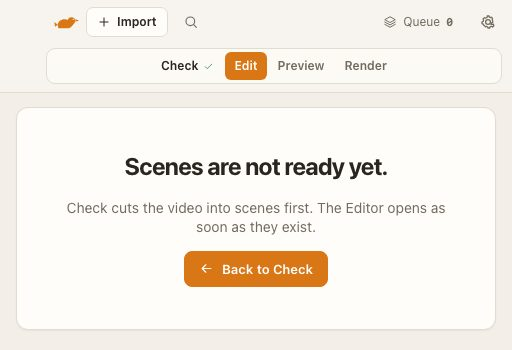 Import
Queue 0
Check Edit Preview Render
Scenes are not ready yet.
Check cuts the video into scenes first. The Editor opens as
soon as they exist.
Back to Check